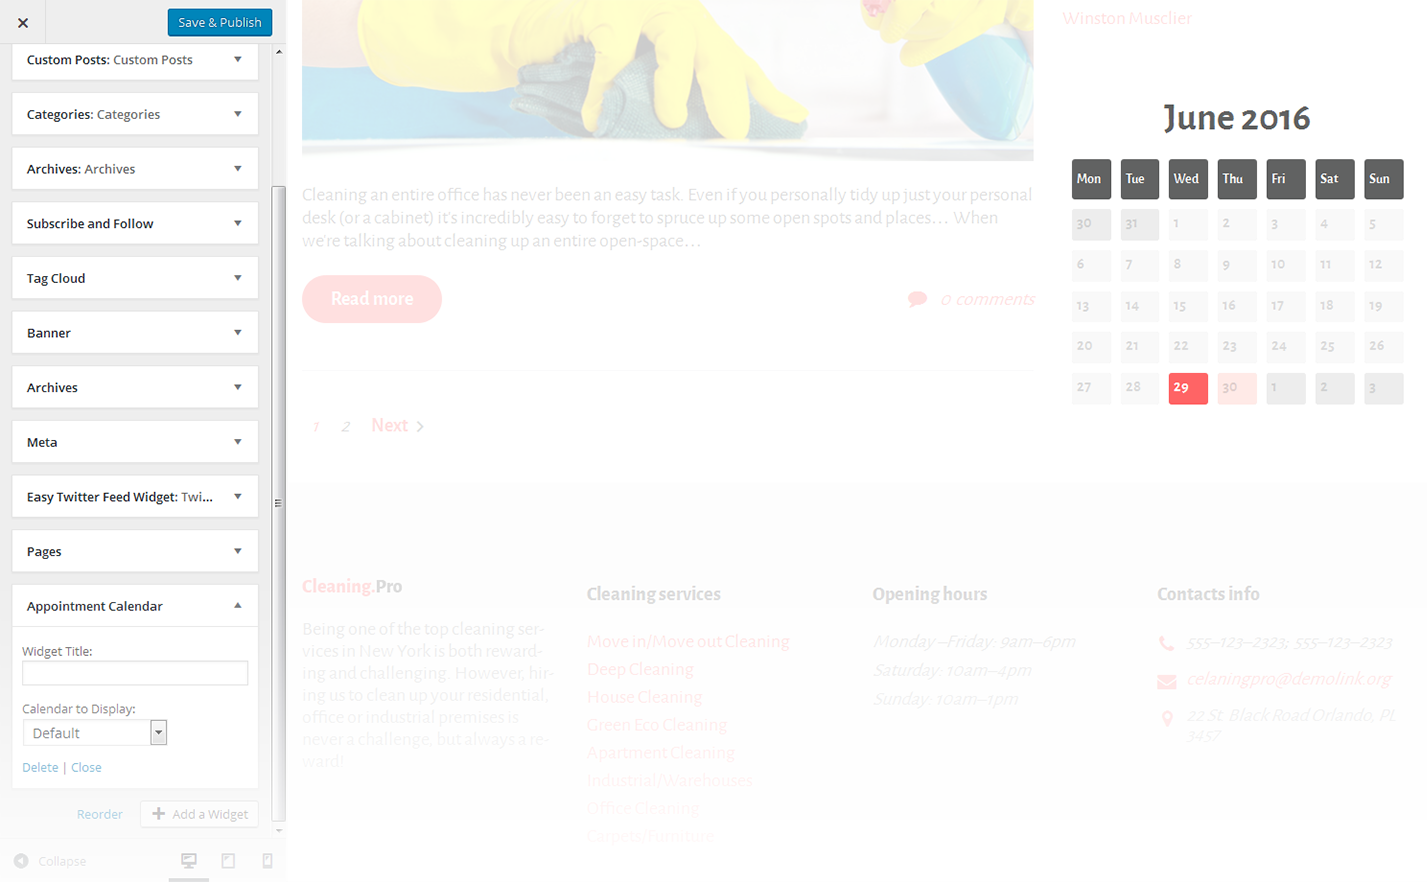 Save & Publish
Custom Posts: Custom Posts
Categories: Categories
Archives: Archives
Subscribe and Follow
Tag Cloud
Banner
Archives
Meta
Easy Twitter Feed Widget: Twi...
Pages
Appointment Calendar
Widget Title:
Calendar to Display:
Default
Delete | Close
Reorder
Add a Widget
Collapse
Cleaning an entire office has never been an easy task. Even if you personally tidy up just your personal
desk (or a cabinet) it's incredibly easy to forget to spruce up some open spots and places… When
we're talking about cleaning up an entire open-space…
Read more
0 comments
1 2 Next
Winston Musclier
June 2016
Mon Tue Wed Thu Fri Sat Sun
30 31 1 2 3 4 5
6 7 8 9 10 11 12
13 14 15 16 17 18 19
20 21 22 23 24 25 26
27 28 29 30 1 2 3
Cleaning.Pro
Being one of the top cleaning ser-
vices in New York is both reward-
ing and challenging. However, hir-
ing us to clean up your residential,
office or industrial premises is
never a challenge, but always a re-
ward!
Cleaning services
Move in/Move out Cleaning
Deep Cleaning
House Cleaning
Green Eco Cleaning
Apartment Cleaning
Industrial/Warehouses
Office Cleaning
Carpets/Furniture
Opening hours
Monday–Friday: 9am–6pm
Saturday: 10am–4pm
Sunday: 10am–1pm
Contacts info
555–123–2323; 555–123–2323
celaningpro@demolink.org
22 St. Black Road Orlando, PL
3457